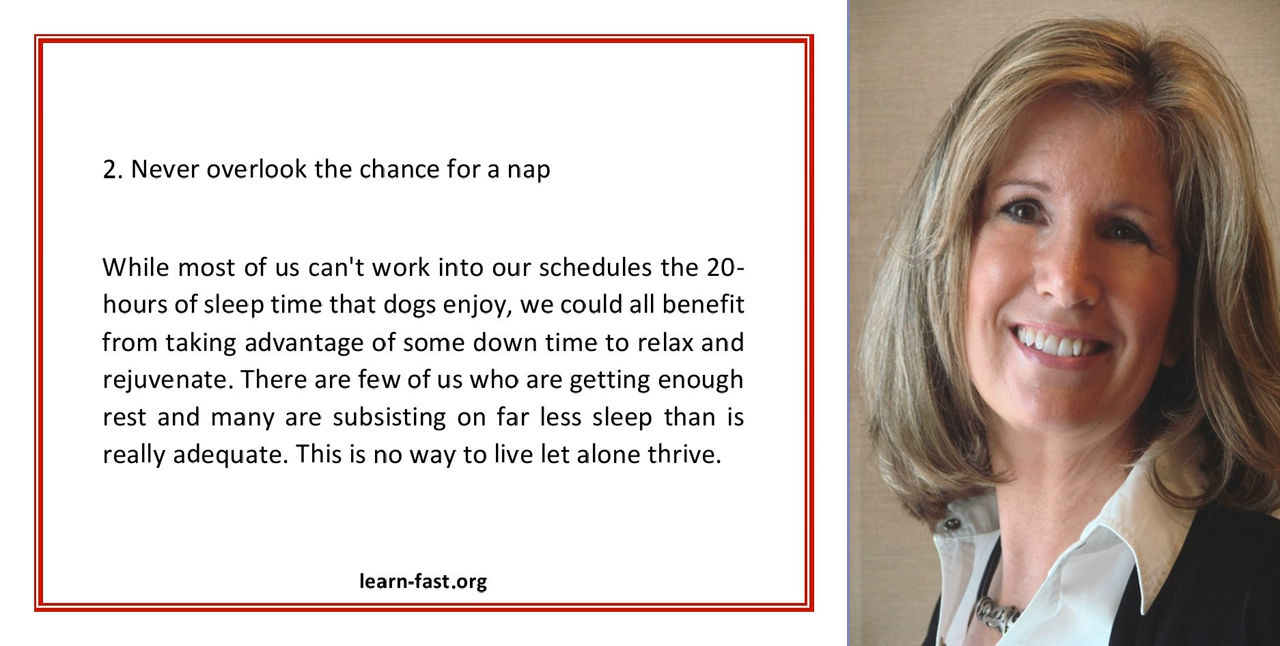 2. Never overlook the chance for a nap
While most of us can't work into our schedules the 20-
hours of sleep time that dogs enjoy, we could all benefit
from taking advantage of some down time to relax and
rejuvenate. There are few of us who are getting enough
rest and many are subsisting on far less sleep than is
really adequate. This is no way to live let alone thrive.
learn-fast.org